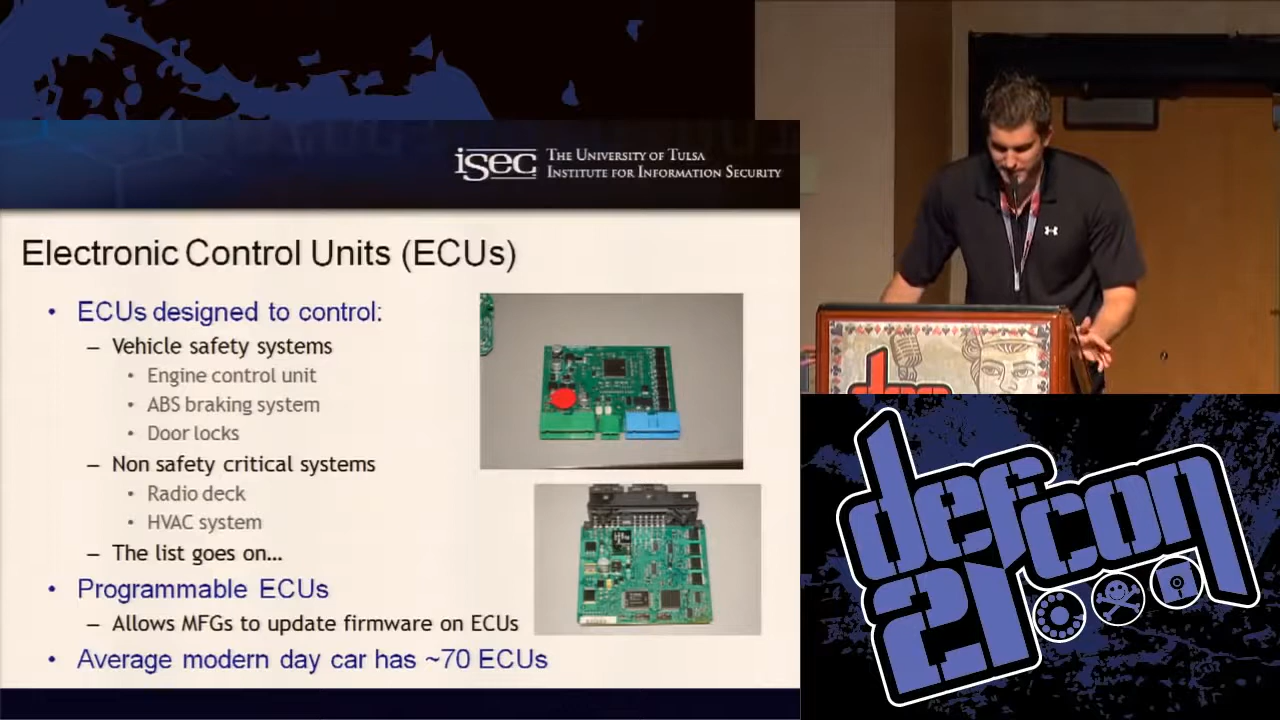 isec THE UNIVERSITY OF TULSA
INSTITUTE FOR INFORMATION SECURITY
Electronic Control Units (ECUs)
• ECUs designed to control:
– Vehicle safety systems
• Engine control unit
• ABS braking system
• Door locks
– Non safety critical systems
• Radio deck
• HVAC system
– The list goes on...
• Programmable ECUs
– Allows MFGs to update firmware on ECUs
• Average modern day car has ~70 ECUs
defcon
21